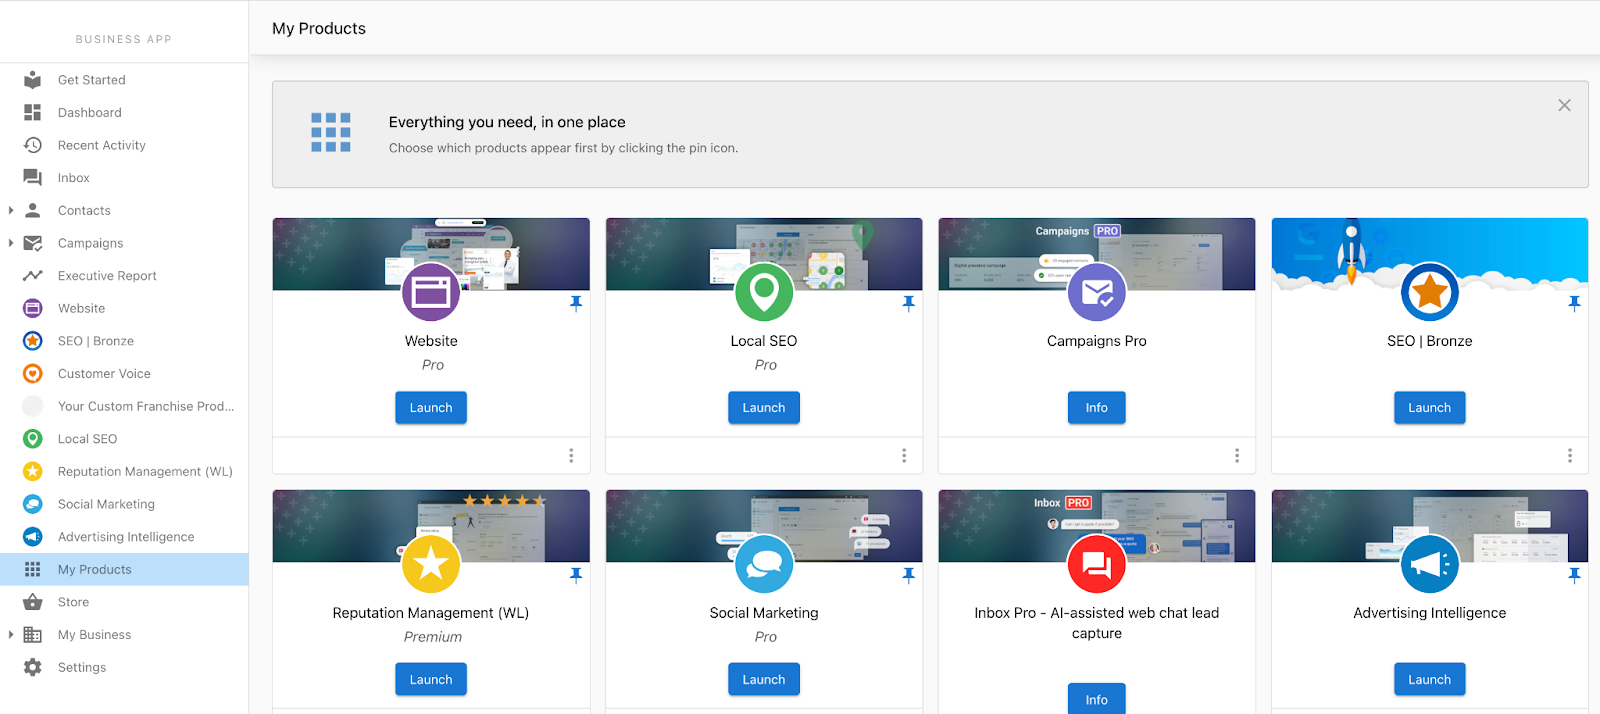 BUSINESS APP
Get Started
Dashboard
Recent Activity
Inbox
Contacts
Campaigns
Executive Report
Website
SEO | Bronze
Customer Voice
Your Custom Franchise Prod...
Local SEO
Reputation Management (WL)
Social Marketing
Advertising Intelligence
My Products
Store
My Business
Settings
My Products
Everything you need, in one place
Choose which products appear first by clicking the pin icon.
Website
Pro
Launch
Local SEO
Pro
Launch
Campaigns PRO
Digital presence campaign
Campaigns Pro
Info
SEO | Bronze
Launch
Reputation Management (WL)
Premium
Launch
Social Marketing
Pro
Launch
Inbox PRO
Inbox Pro - AI-assisted web chat lead
capture
Info
Advertising Intelligence
Launch